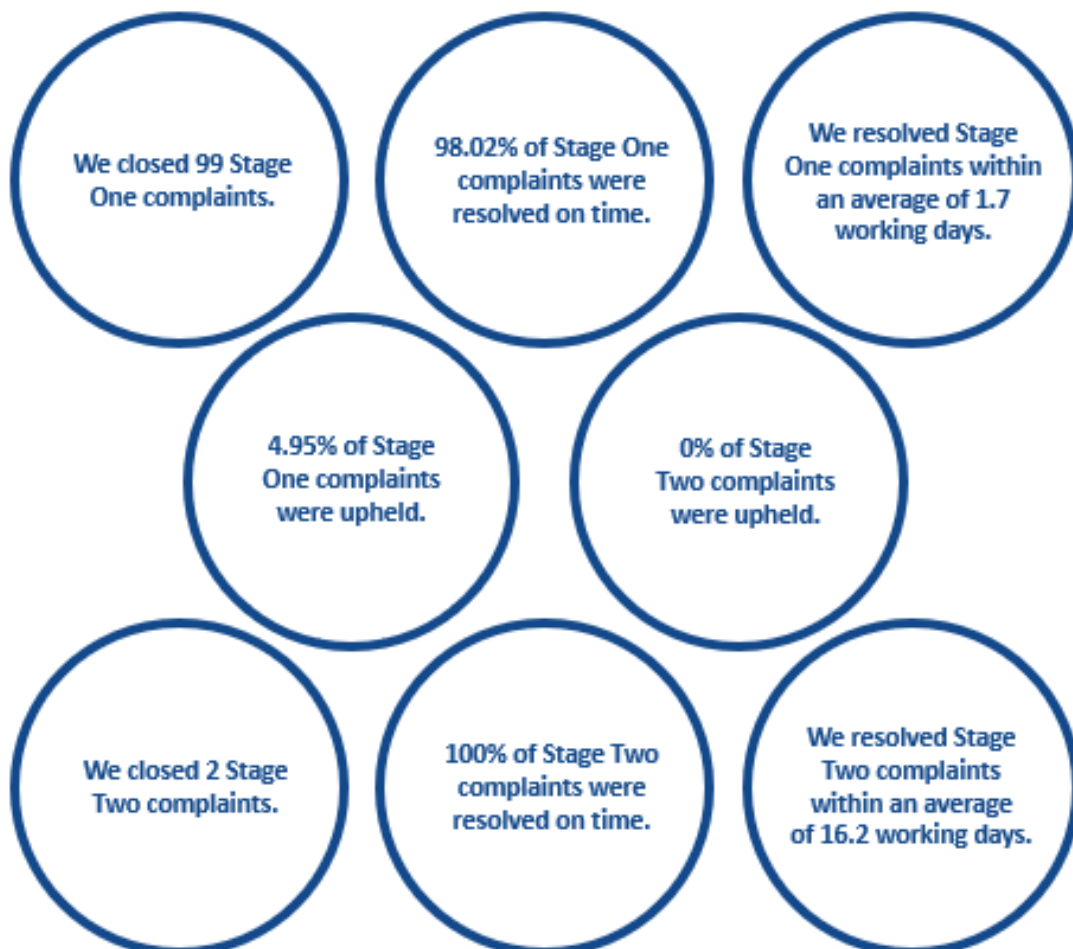 We closed 99 Stage
One complaints.
98.02% of Stage One
complaints were
resolved on time.
We resolved Stage
One complaints within
an average of 1.7
working days.
4.95% of Stage
One complaints
were upheld.
0% of Stage
Two complaints
were upheld.
We closed 2 Stage
Two complaints.
100% of Stage Two
complaints were
resolved on time.
We resolved Stage
Two complaints
within an average
of 16.2 working days.